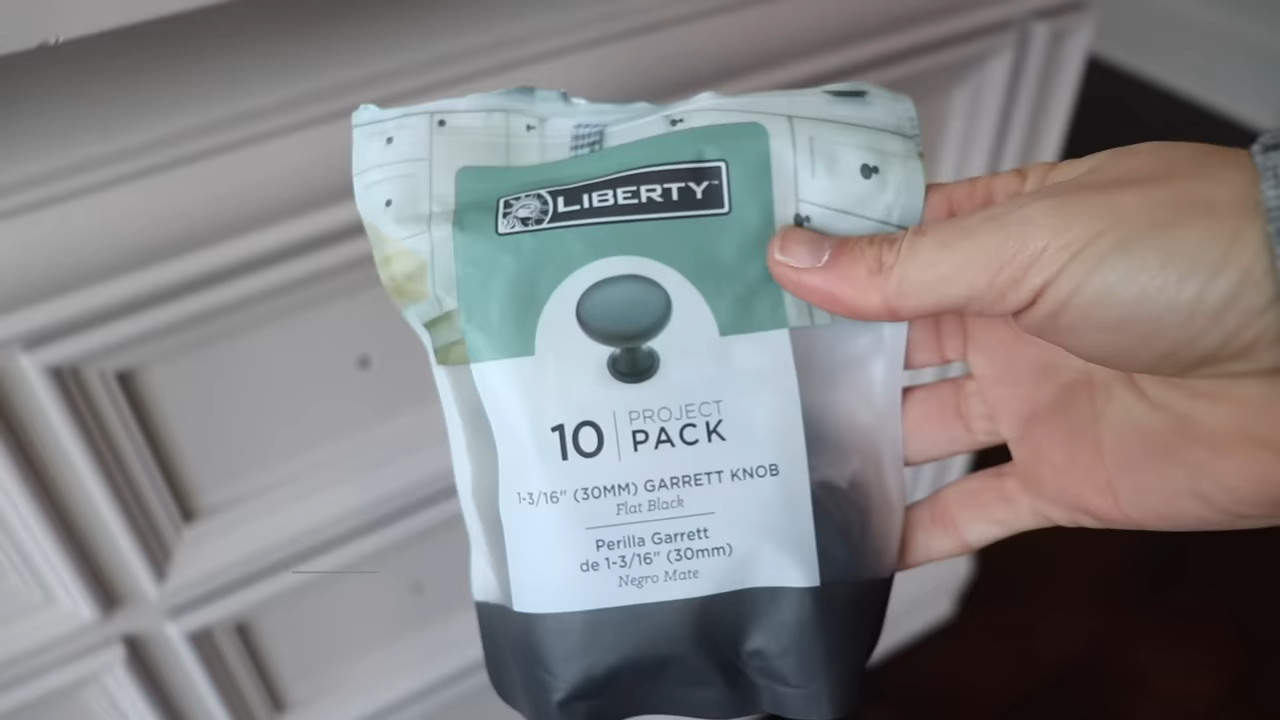 LIBERTY™
10 PROJECT PACK
1-3/16" (30MM) GARRETT KNOB
Flat Black
Perilla Garrett
de 1-3/16" (30mm)
Negro Mate